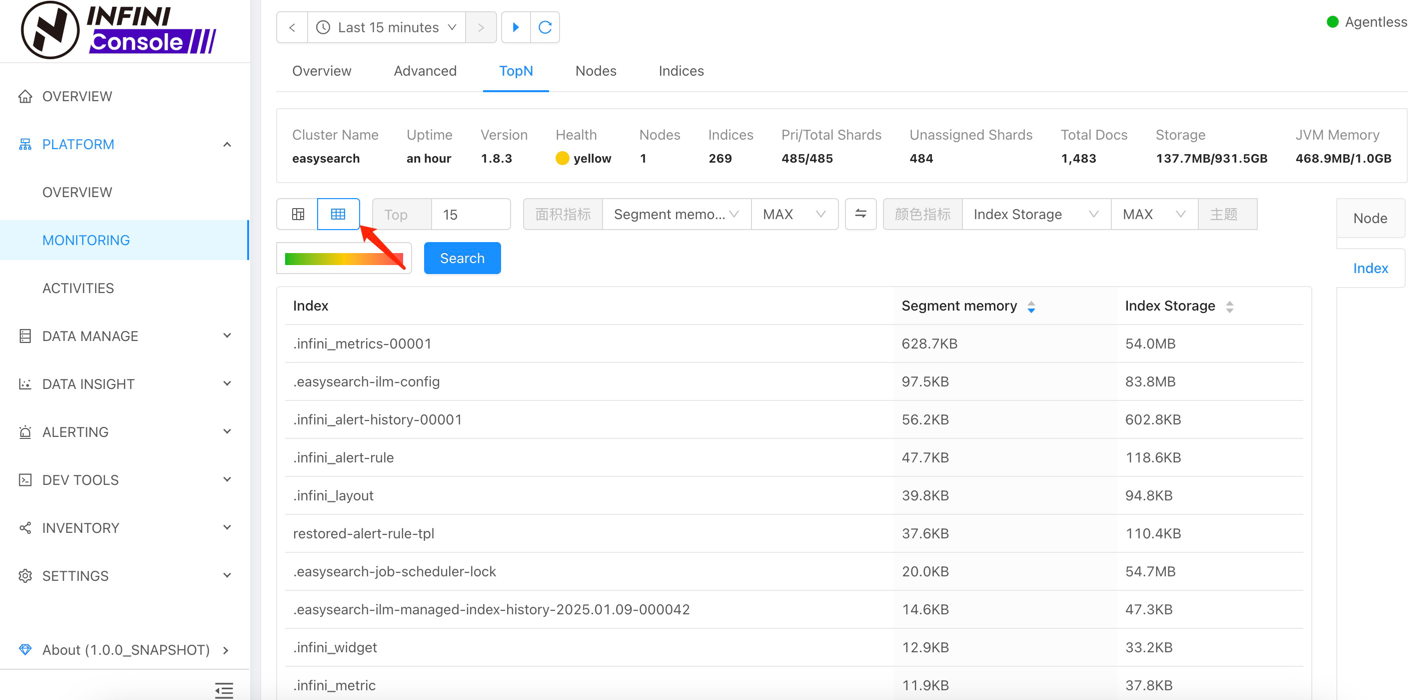 INFINI
Console
OVERVIEW
PLATFORM
OVERVIEW
MONITORING
ACTIVITIES
DATA MANAGE
DATA INSIGHT
ALERTING
DEV TOOLS
INVENTORY
SETTINGS
About (1.0.0_SNAPSHOT)
Last 15 minutes
Agentless
Overview Advanced TopN Nodes Indices
Cluster Name Uptime Version Health Nodes Indices Pri/Total Shards Unassigned Shards Total Docs Storage JVM Memory
easysearch an hour 1.8.3 yellow 1 269 485/485 484 1,483 137.7MB/931.5GB 468.9MB/1.0GB
Top 15 面积指标 Segment memo... MAX 颜色指标 Index Storage MAX 主题
Search
Node
Index
Index Segment memory Index Storage
.infini_metrics-00001 628.7KB 54.0MB
.easysearch-ilm-config 97.5KB 83.8MB
.infini_alert-history-00001 56.2KB 602.8KB
.infini_alert-rule 47.7KB 118.6KB
.infini_layout 39.8KB 94.8KB
restored-alert-rule-tpl 37.6KB 110.4KB
.easysearch-job-scheduler-lock 20.0KB 54.7MB
.easysearch-ilm-managed-index-history-2025.01.09-000042 14.6KB 47.3KB
.infini_widget 12.9KB 33.2KB
.infini_metric 11.9KB 37.8KB